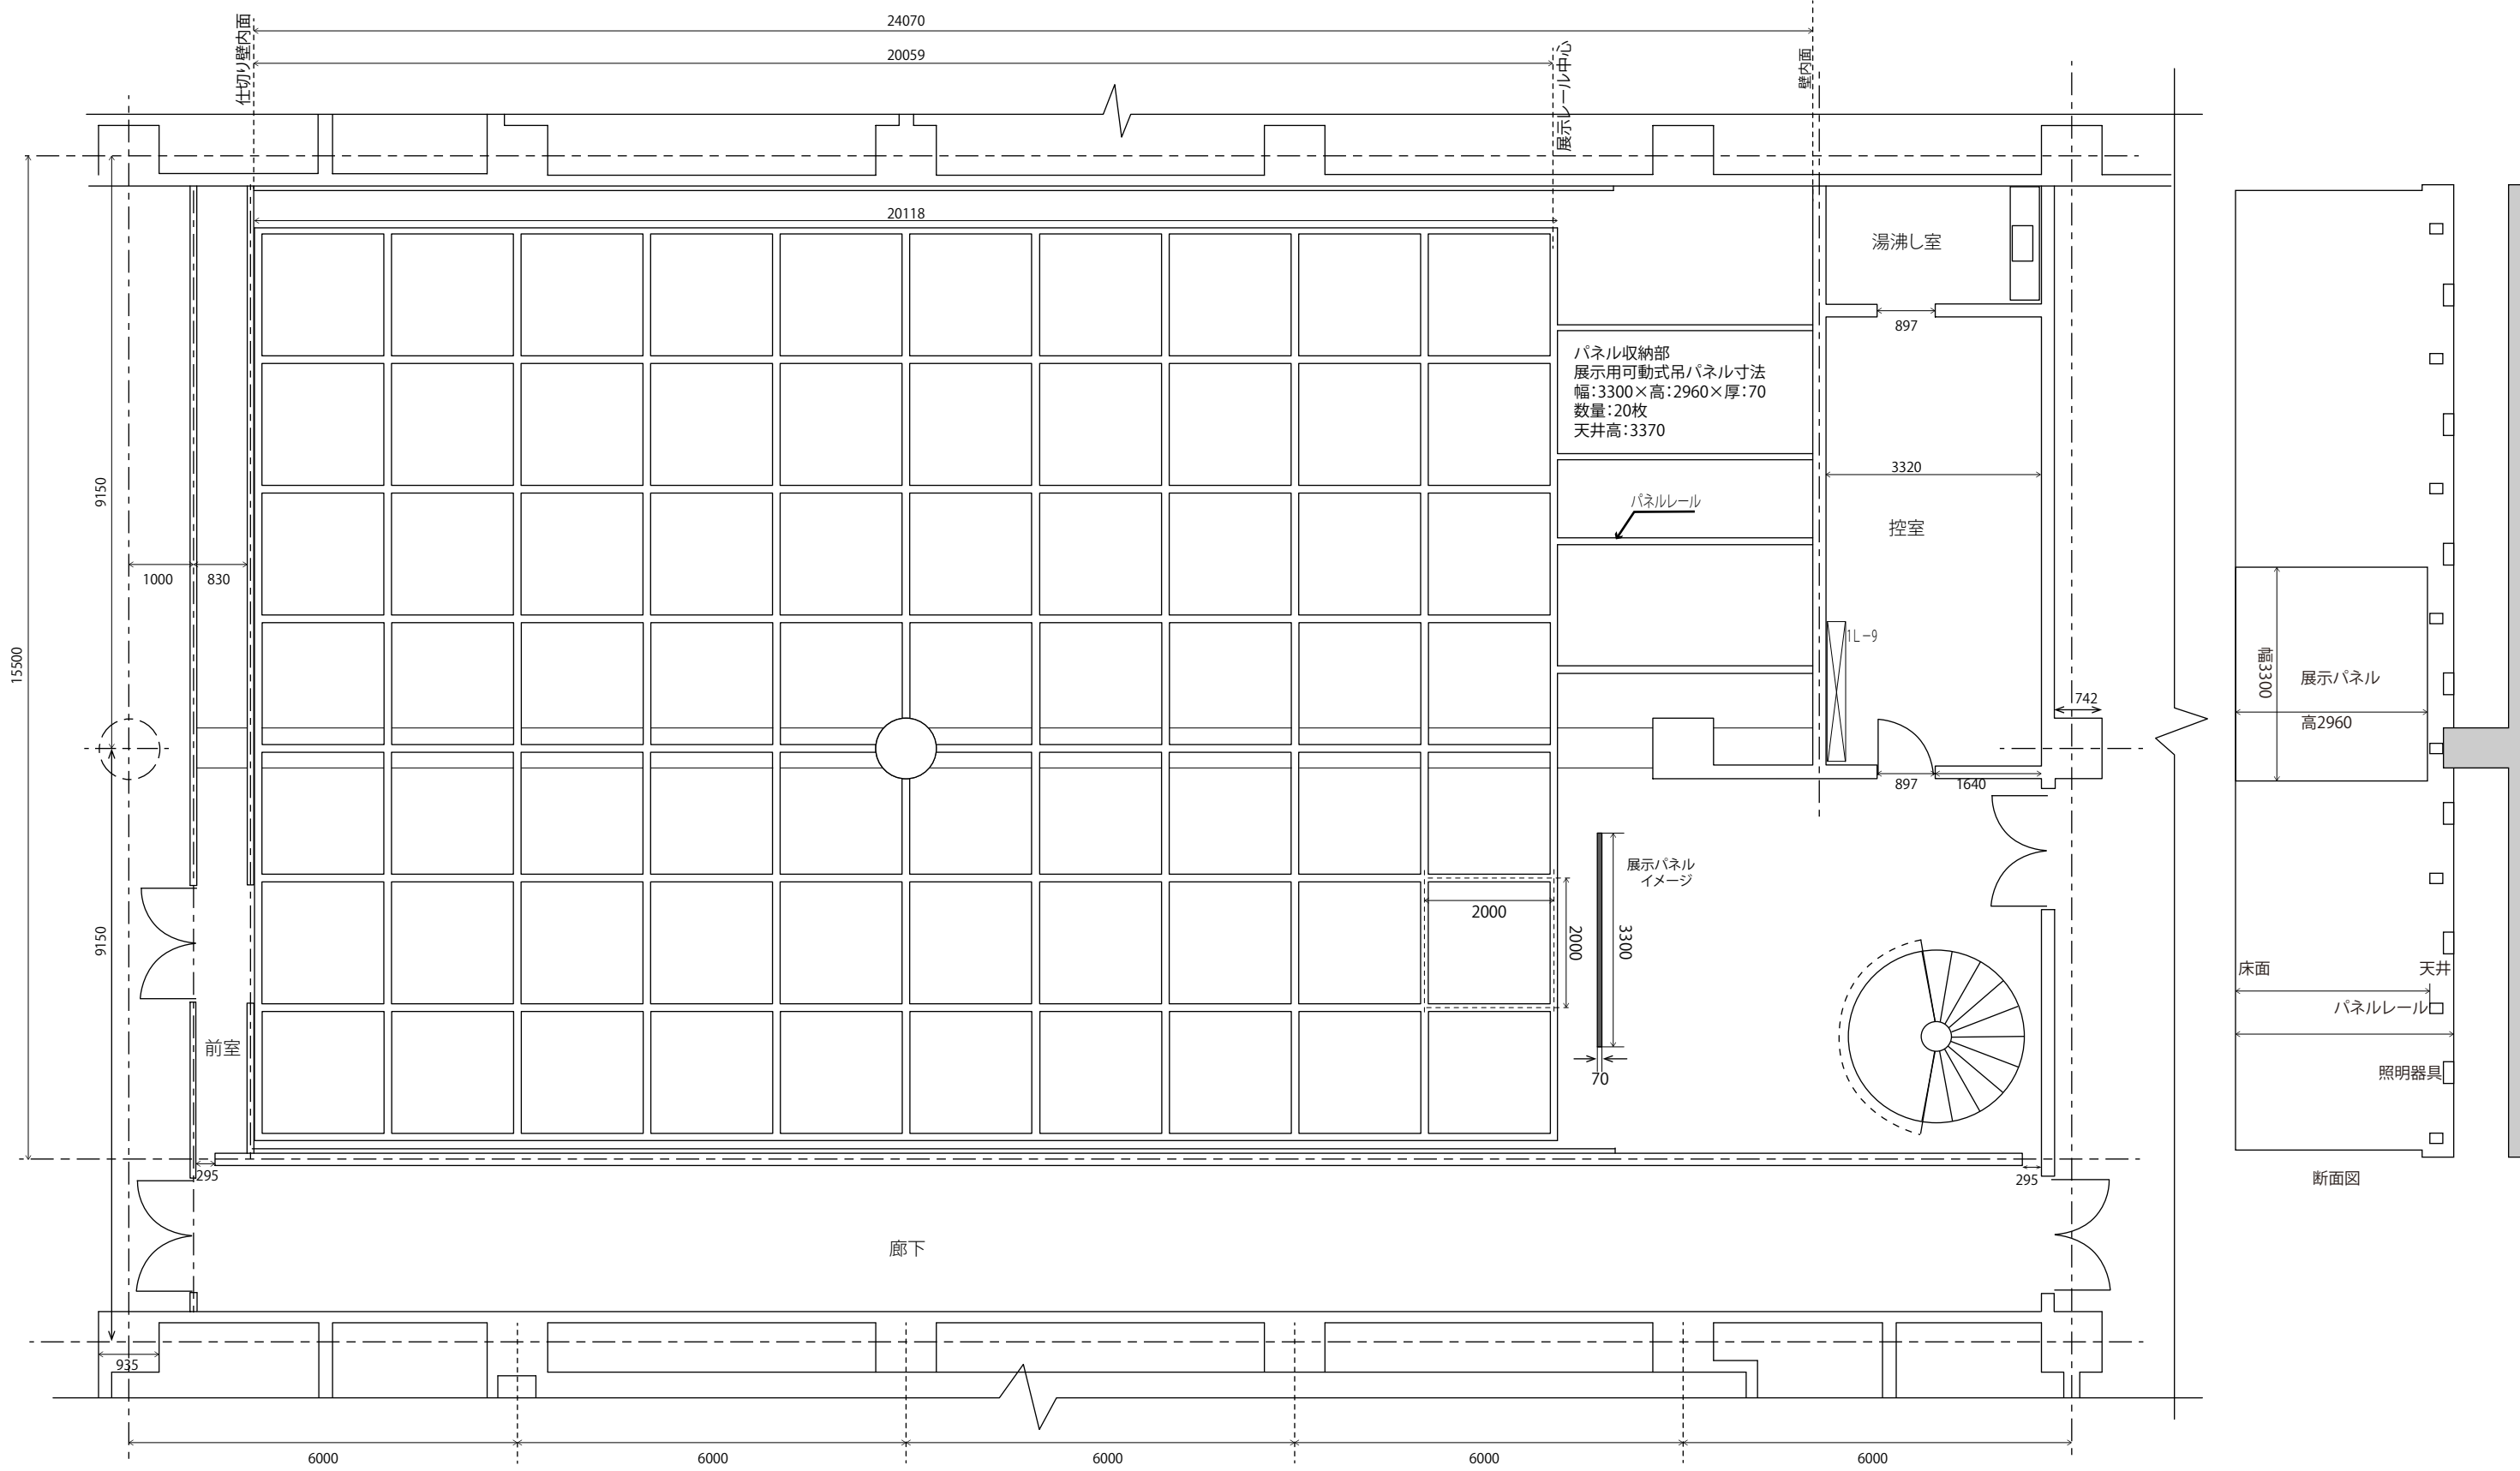 24070
20059
仕切り壁内面
展示レール中心
壁内面
20118
湯沸し室
897
パネル収納部
展示用可動式吊パネル寸法
幅：3300×高：2960×厚：70
数量：20枚
天井高：3370
3320
パネルレール
控室
9150
1000
830
15500
1L-9
742
幅3300
展示パネル
高2960
897
1640
展示パネル
イメージ
2000
2000
3300
9150
床面
天井
パネルレール
前室
70
照明器具
295
295
断面図
廊下
935
6000
6000
6000
6000
6000